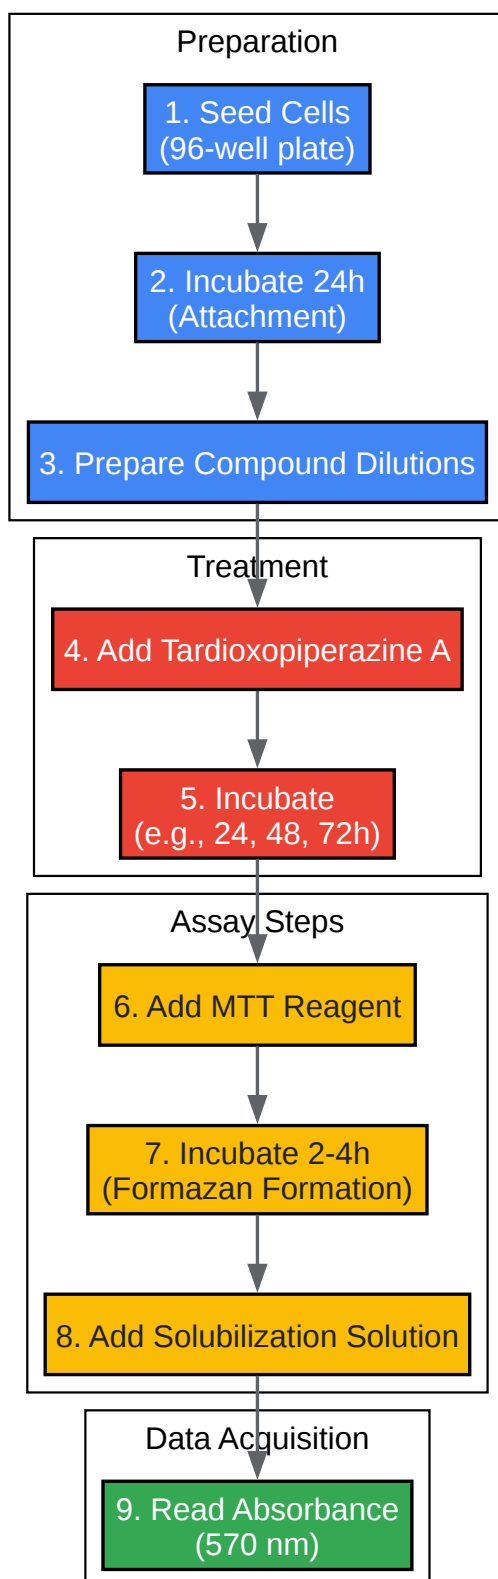 Preparation
1. Seed Cells
(96-well plate)
2. Incubate 24h
(Attachment)
3. Prepare Compound Dilutions
Treatment
4. Add Tardioxopiperazine A
5. Incubate
(e.g., 24, 48, 72h)
Assay Steps
6. Add MTT Reagent
7. Incubate 2-4h
(Formazan Formation)
8. Add Solubilization Solution
Data Acquisition
9. Read Absorbance
(570 nm)